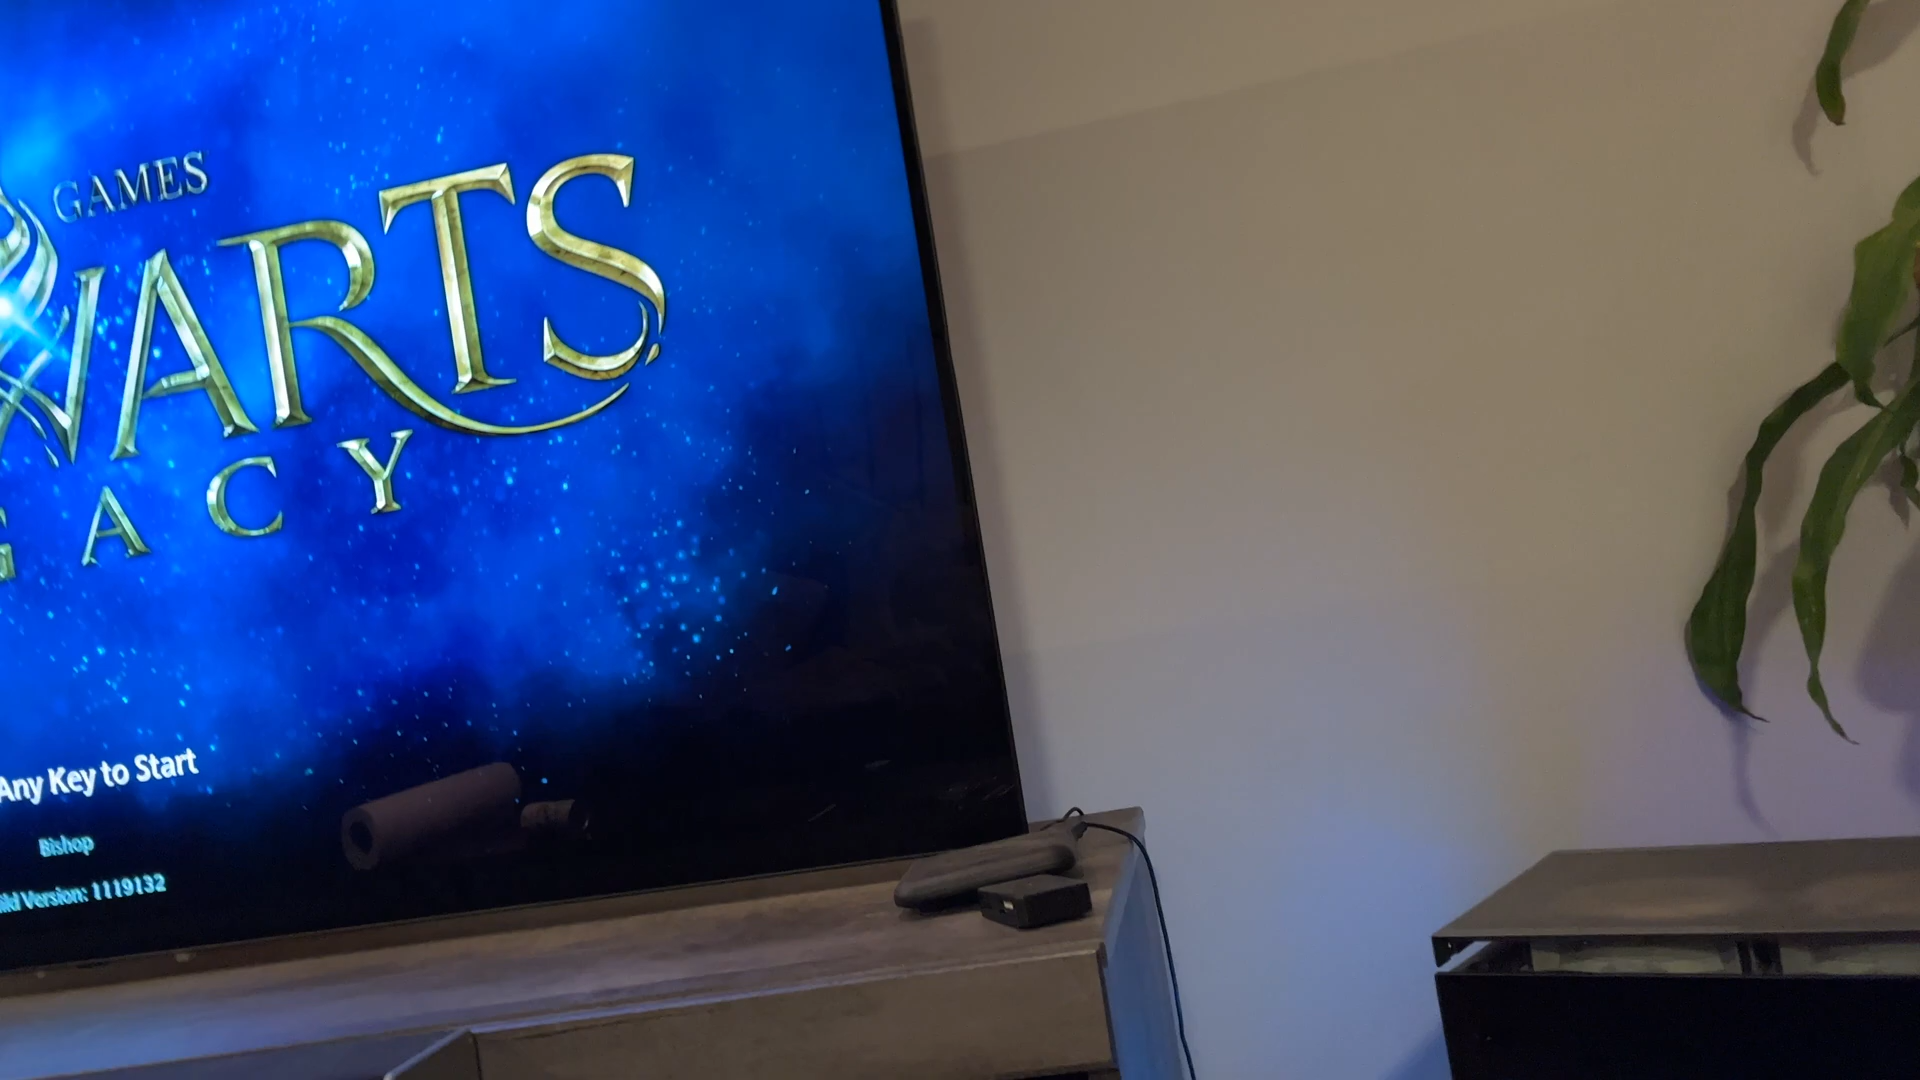 GAMES
WARTS
GACY
Any Key to Start
Bishop
Version: 1119132